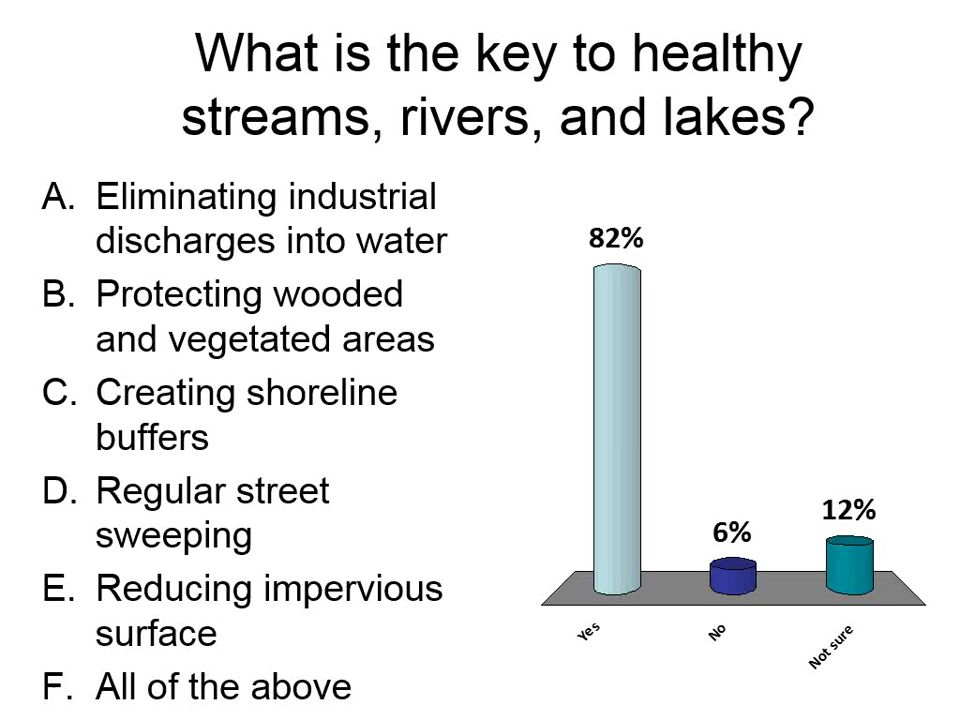 What is the key to healthy
streams, rivers, and lakes?
A. Eliminating industrial
discharges into water
B. Protecting wooded
and vegetated areas
C. Creating shoreline
buffers
D. Regular street
sweeping
E. Reducing impervious
surface
F. All of the above
82%
6%
12%
Yes
No
Not sure